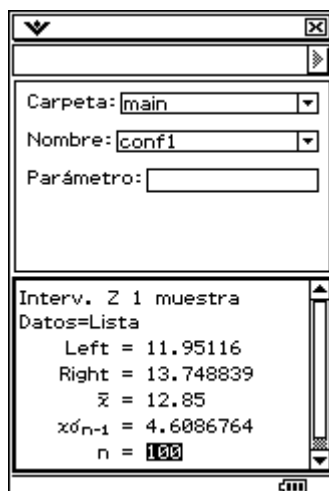 Carpeta: main
Nombre: conf1
Parámetro:
Interv. Z 1 muestra
Datos=Lista
Left = 11.95116
Right = 13.748839
x̄ = 12.85
xσn-1 = 4.6086764
n = 100